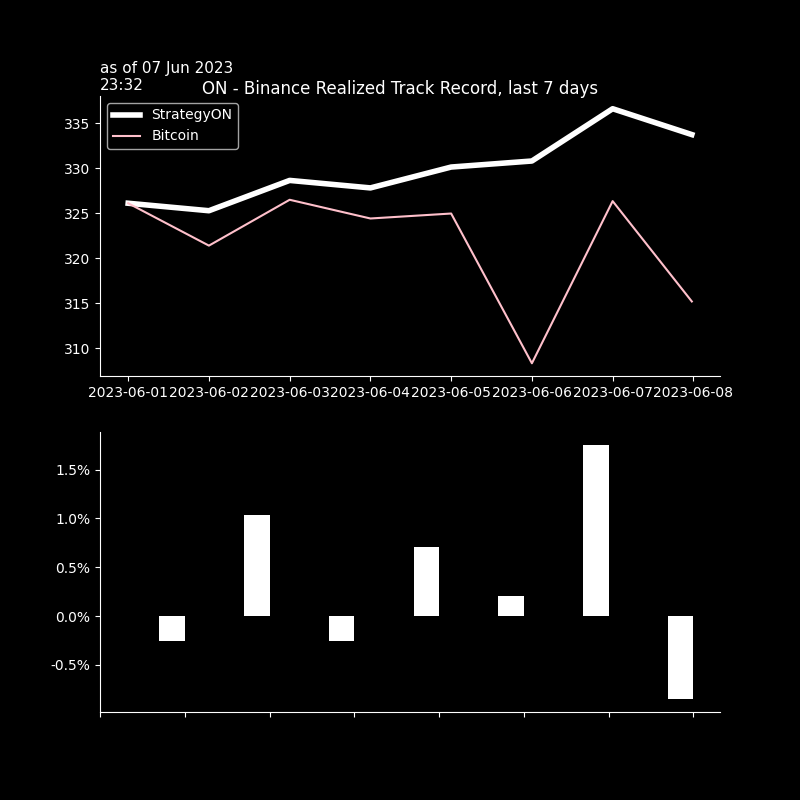 as of 07 Jun 2023
23:32
ON - Binance Realized Track Record, last 7 days
StrategyON
Bitcoin
335
330
325
320
315
310
2023-06-01 2023-06-02 2023-06-03 2023-06-04 2023-06-05 2023-06-06 2023-06-07 2023-06-08
1.5%
1.0%
0.5%
0.0%
-0.5%